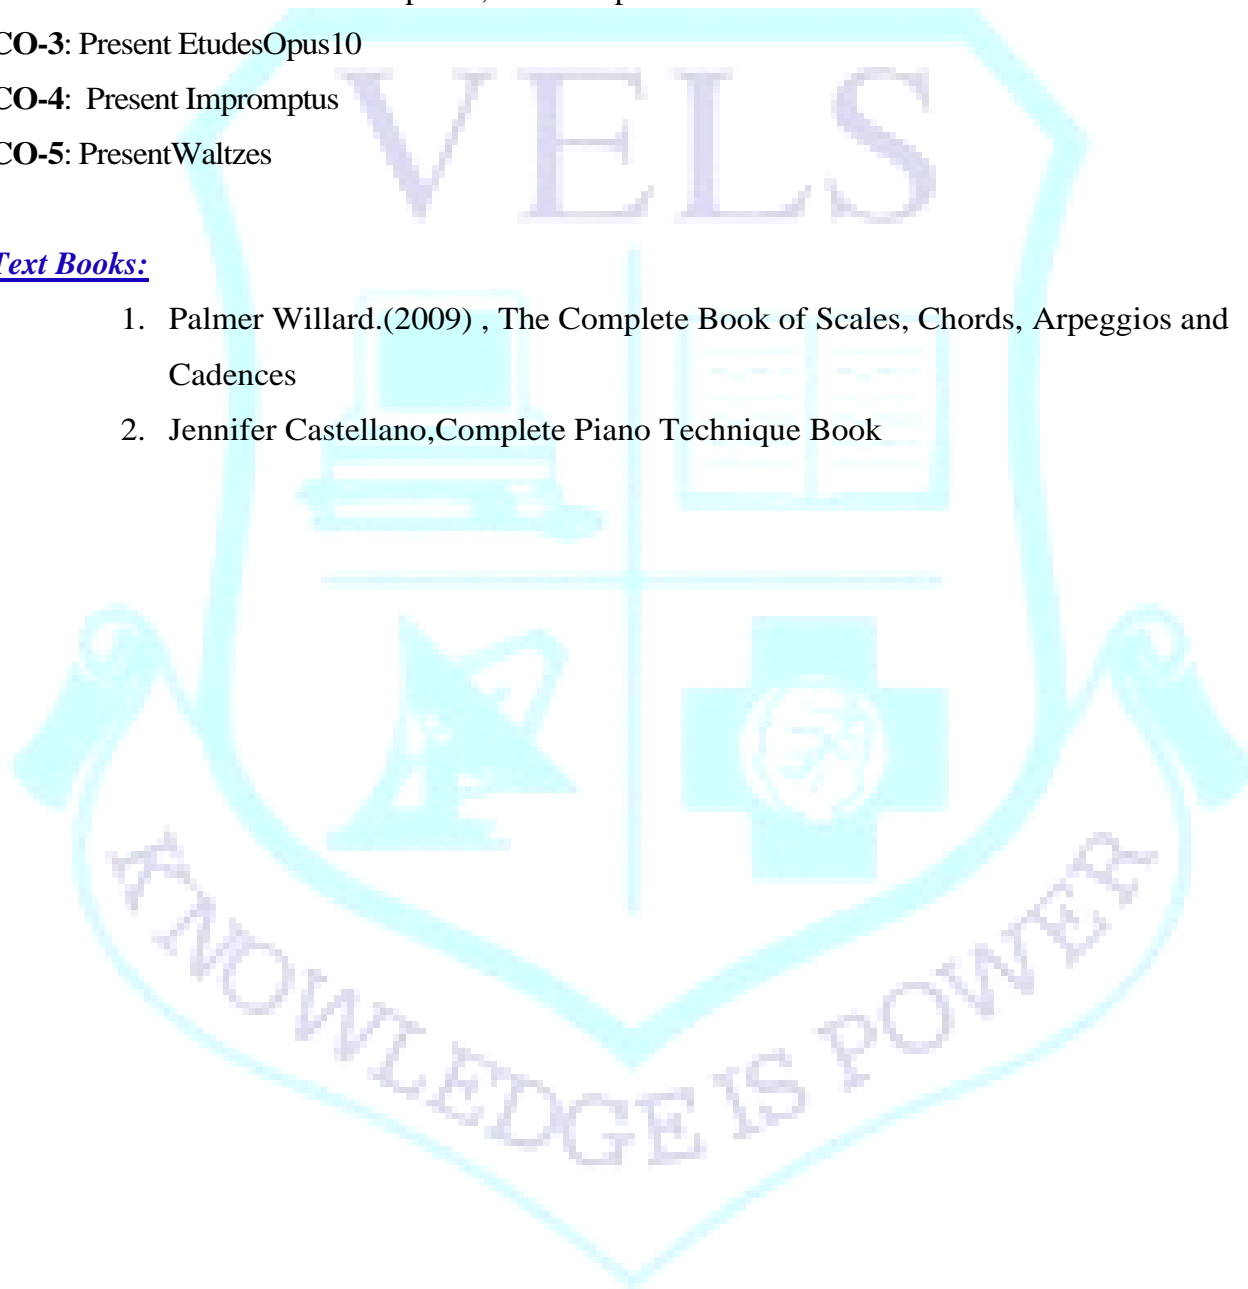 CO-3: Present EtudesOpus10
CO-4: Present Impromptus
CO-5: PresentWaltzes
Text Books:
1. Palmer Willard.(2009) , The Complete Book of Scales, Chords, Arpeggios and
Cadences
2. Jennifer Castellano,Complete Piano Technique Book
VELS
KNOWLEDGE IS POWER